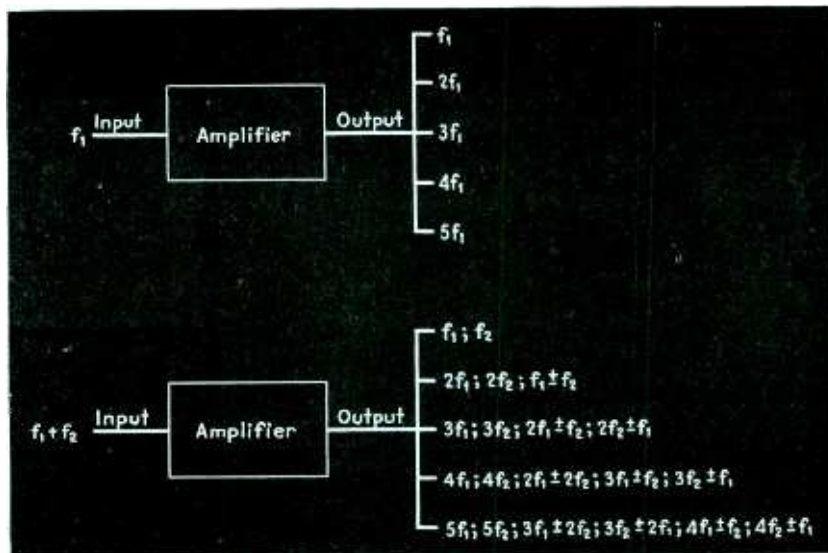 f₁
2f₁
f₁ Input Amplifier Output 3f₁
4f₁
5f₁
f₁; f₂
2f₁; 2f₂; f₁±f₂
f₁+f₂ Input Amplifier Output 3f₁; 3f₂; 2f₁±f₂; 2f₂±f₁
4f₁; 4f₂; 2f₁±2f₂; 3f₁±f₂; 3f₂±f₁
5f₁; 5f₂; 3f₁±2f₂; 3f₂±2f₁; 4f₁±f₂; 4f₂±f₁